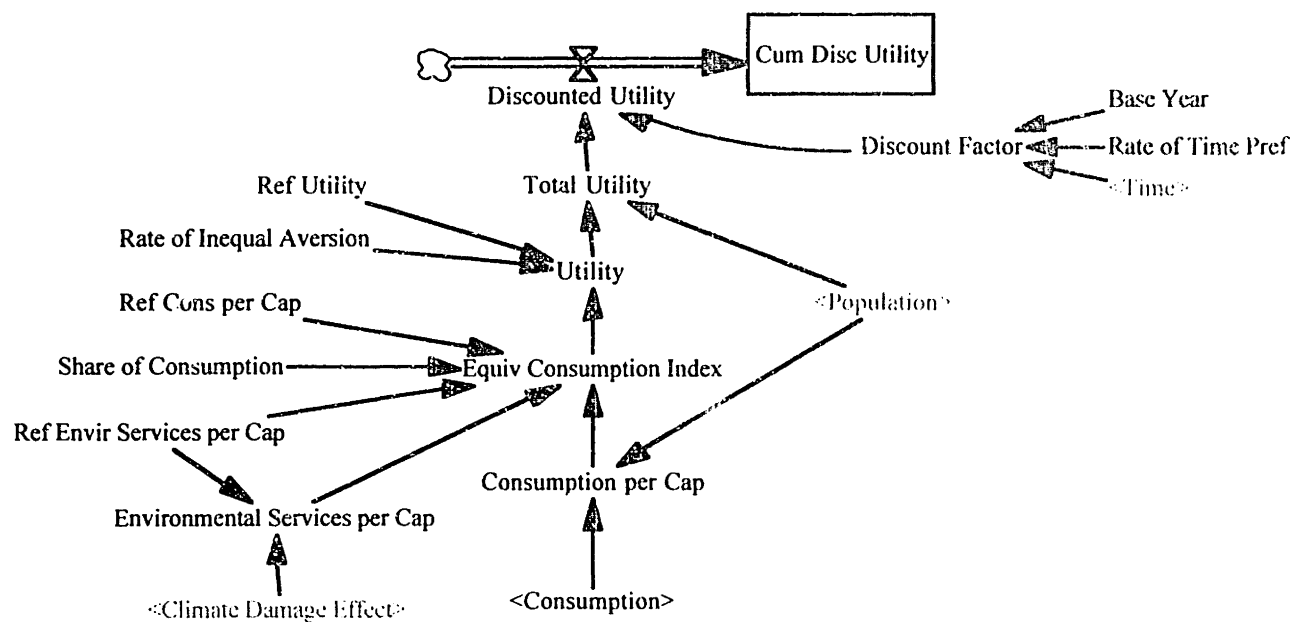 Cum Disc Utility
Discounted Utility
Base Year
Discount Factor
Rate of Time Pref
<Time>
Ref Utility
Total Utility
Rate of Inequal Aversion
Utility
Ref Cons per Cap
<Population>
Share of Consumption
Equiv Consumption Index
Ref Envir Services per Cap
Consumption per Cap
Environmental Services per Cap
<Climate Damage Effect>
<Consumption>